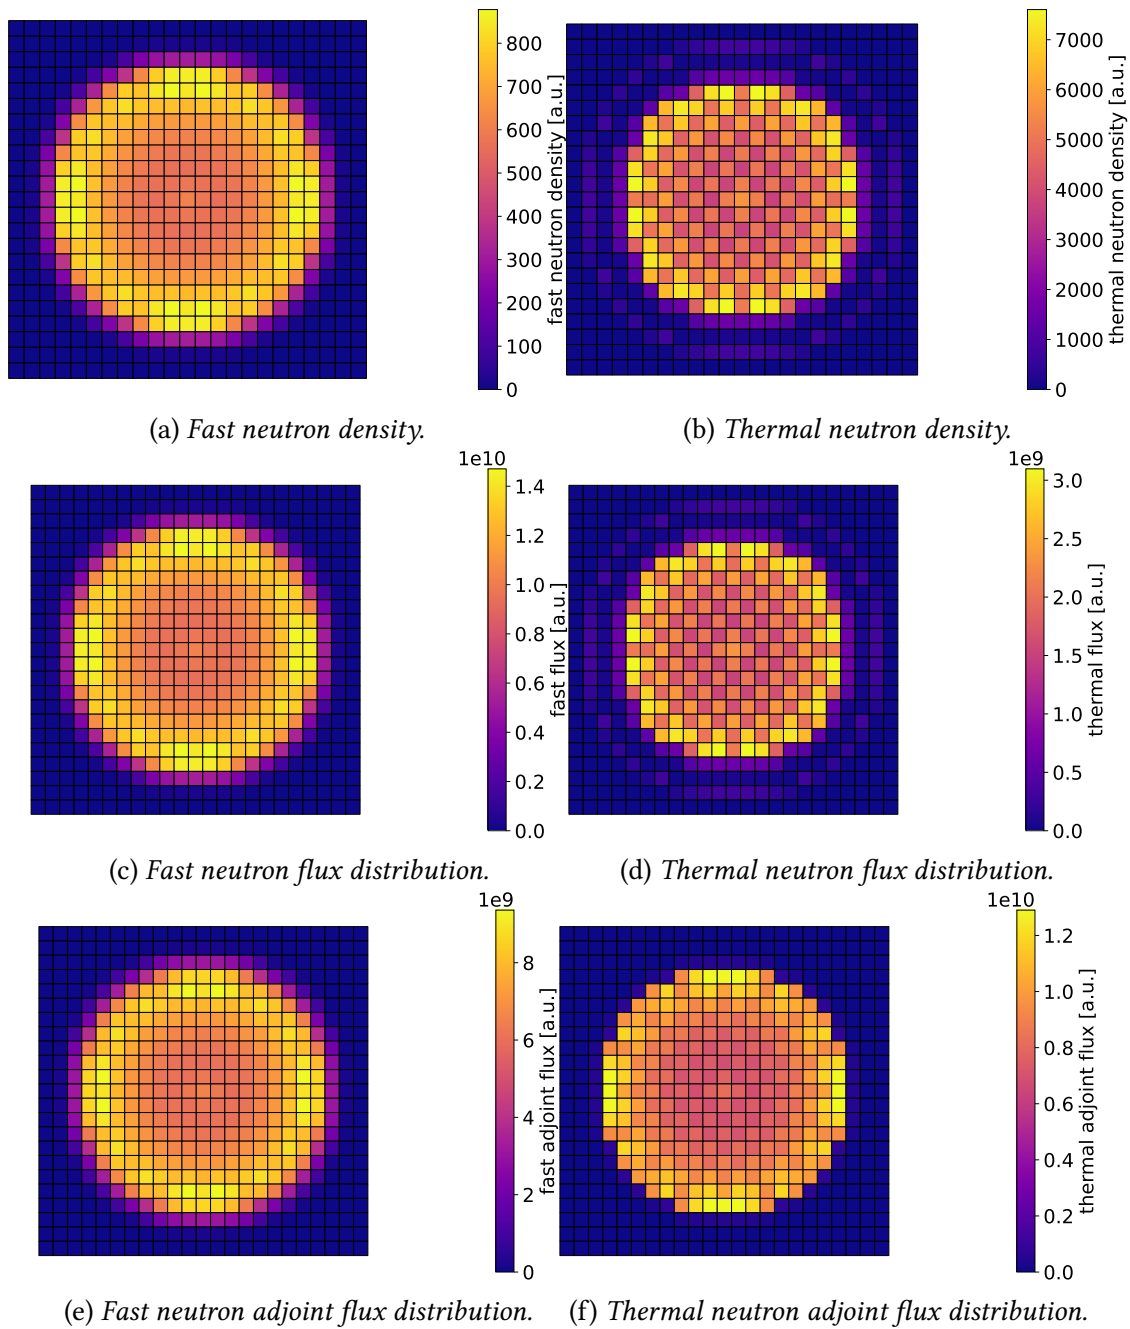 800
700
600
500
400
300
200
100
0
fast neutron density [a.u.]
7000
6000
5000
4000
3000
2000
1000
0
thermal neutron density [a.u.]
(a) Fast neutron density.
(b) Thermal neutron density.
1e10
1.4
1.2
1.0
0.8
0.6
0.4
0.2
0.0
fast flux [a.u.]
1e9
3.0
2.5
2.0
1.5
1.0
0.5
0.0
thermal flux [a.u.]
(c) Fast neutron flux distribution.
(d) Thermal neutron flux distribution.
1e9
8
6
4
2
0
fast adjoint flux [a.u.]
1e10
1.2
1.0
0.8
0.6
0.4
0.2
0.0
thermal adjoint flux [a.u.]
(e) Fast neutron adjoint flux distribution.
(f) Thermal neutron adjoint flux distribution.